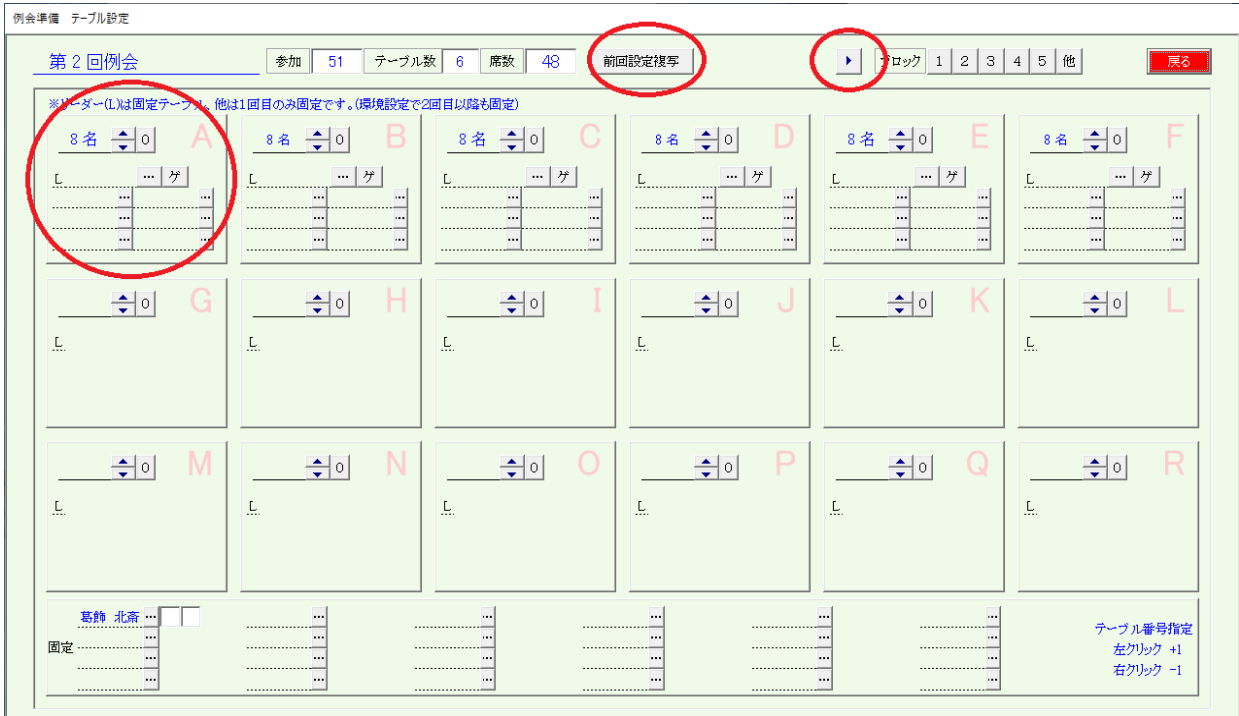 例会準備 テーブル設定
第 2 回例会 参加 51 テーブル数 6 席数 48 前回設定複写 ブロック 1 2 3 4 5 他 戻る
※リーダー(L)は固定テーブル、他は1回目のみ固定です。(環境設定で2回目以降も固定)
8 名 0 A 8 名 0 B 8 名 0 C 8 名 0 D 8 名 0 E 8 名 0 F
L ... ゲ L ... ゲ L ... ゲ L ... ゲ L ... ゲ L ... ゲ
... ... ... ... ... ... ... ... ... ... ... ...
... ... ... ... ... ... ... ... ... ... ... ...
... ... ... ... ... ... ... ... ... ... ... ...
0 G 0 H 0 I 0 J 0 K 0 L
L L L L L L
0 M 0 N 0 O 0 P 0 Q 0 R
L L L L L L
葛飾 北斎 ... ... ... ... ... ...
固定 ... ... ... ... ... ... テーブル番号指定
... ... ... ... ... ... 左クリック +1
... ... ... ... ... ... 右クリック -1